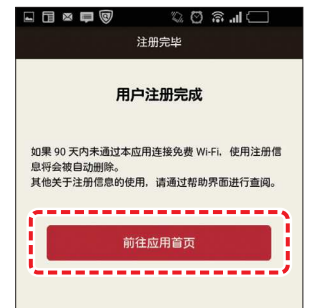 注册完毕
用户注册完成
如果 90 天内未通过本应用连接免费 Wi-Fi，使用注册信
息将会被自动删除。
其他关于注册信息的使用，请通过帮助界面进行查阅。
前往应用首页